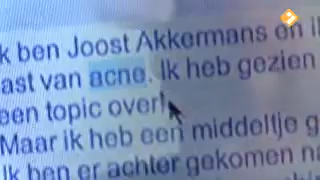 k ben Joost Akkermans en i
ast van acne. Ik heb gezien
een topic over
Maar ik heb een middeltje g
Ik ben er achter gekomen na